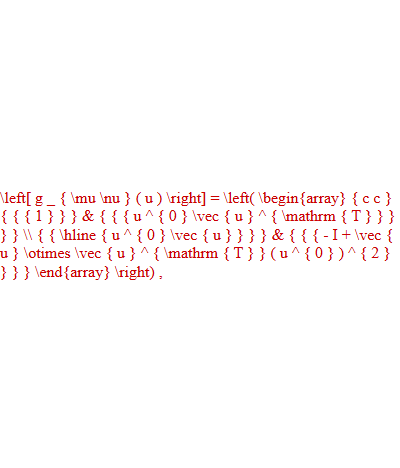 \left[ g _ { \mu \nu } ( u ) \right] = \left( \begin{array} { c c }
{ { { 1 } } } & { { { u ^ { 0 } \vec { u } ^ { \mathrm { T } } }
} } \\ { { \hline { u ^ { 0 } \vec { u } } } } & { { { - I + \vec {
u } \otimes \vec { u } ^ { \mathrm { T } } ( u ^ { 0 } ) ^ { 2 }
} } } \end{array} \right) ,